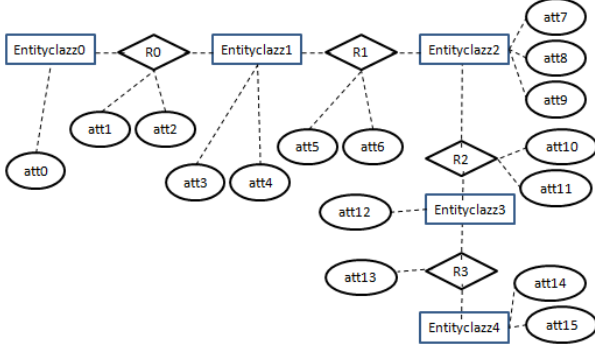 att7
Entityclazz0
R0
Entityclazz1
R1
Entityclazz2
att8
att9
att1
att2
att5
att6
att10
R2
att0
att3
att4
att11
att12
Entityclazz3
att13
R3
att14
Entityclazz4
att15